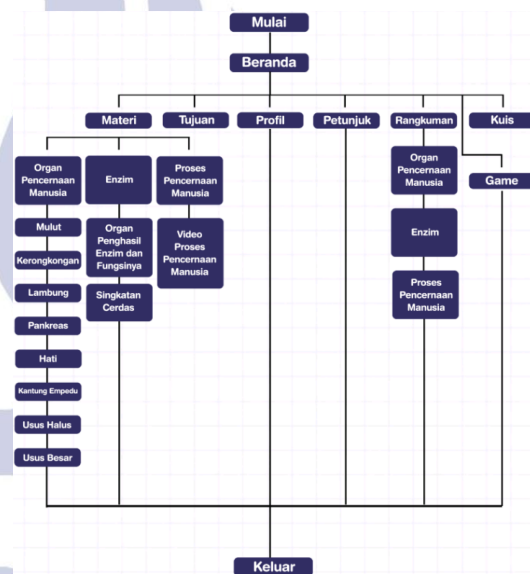 Mulai
Beranda
Materi
Tujuan
Profil
Petunjuk
Rangkuman
Kuis
Game
Organ
Pencernaan
Manusia
Mulut
Kerongkongan
Lambung
Pankreas
Hati
Kantung Empedu
Usus Halus
Usus Besar
Enzim
Organ
Penghasil
Enzim dan
Fungsinya
Singkatan
Cerdas
Proses
Pencernaan
Manusia
Video
Proses
Pencernaan
Manusia
Organ
Pencernaan
Manusia
Enzim
Proses
Pencernaan
Manusia
Keluar